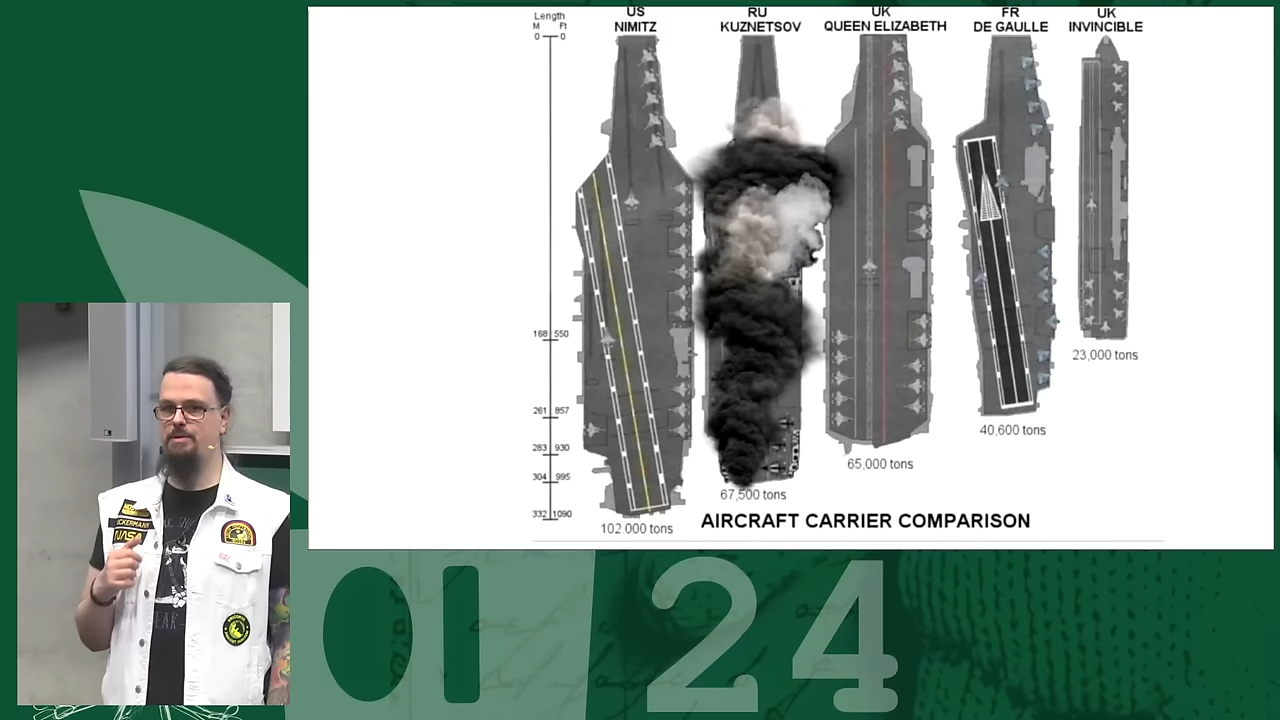 Length
M Ft
0 0
168 550
261 857
283 930
304 995
332 1090
US
NIMITZ
RU
KUZNETSOV
UK
QUEEN ELIZABETH
FR
DE GAULLE
UK
INVINCIBLE
102.000 tons
67,500 tons
65,000 tons
40,600 tons
23,000 tons
AIRCRAFT CARRIER COMPARISON
24
NASA